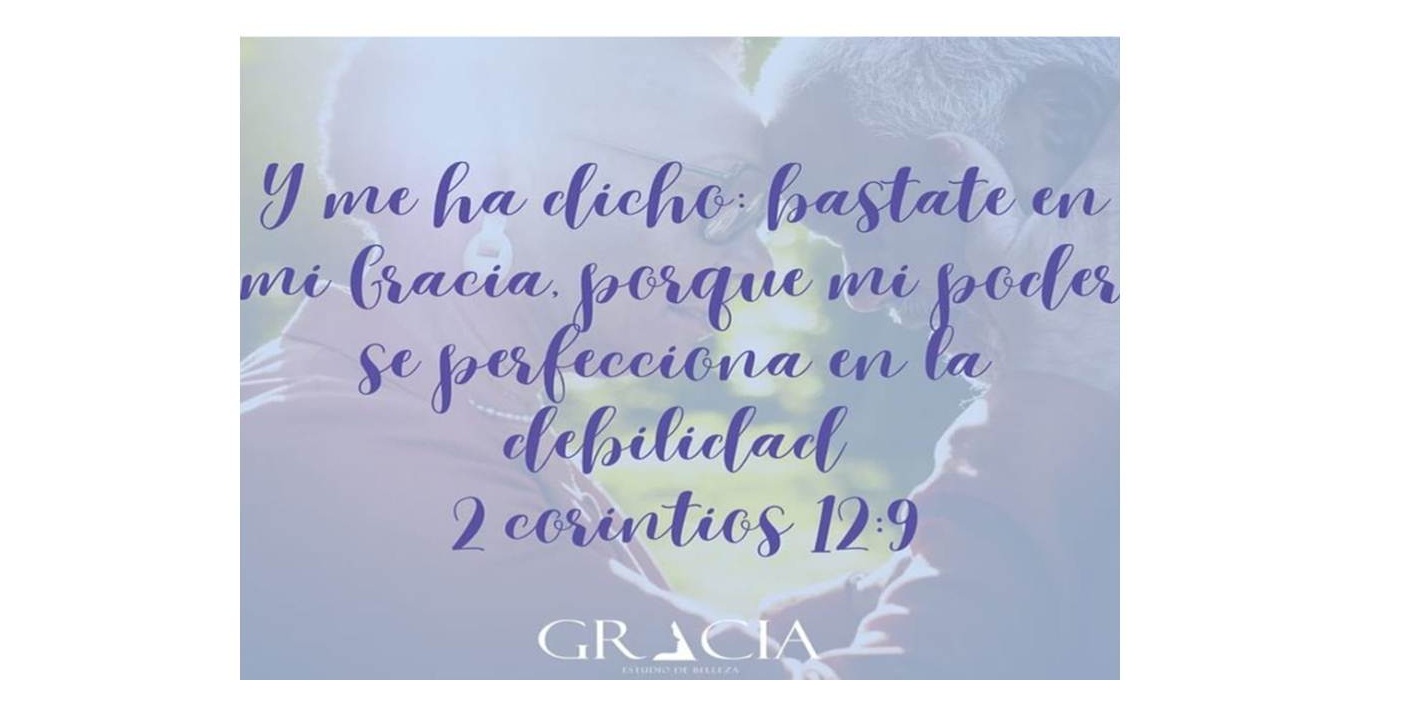 Y me ha dicho: bastate en
mi Gracia, porque mi poder
se perfecciona en la
debilidad
2 corintios 12:9
GRACIA
ESTUDIO DE BELLEZA